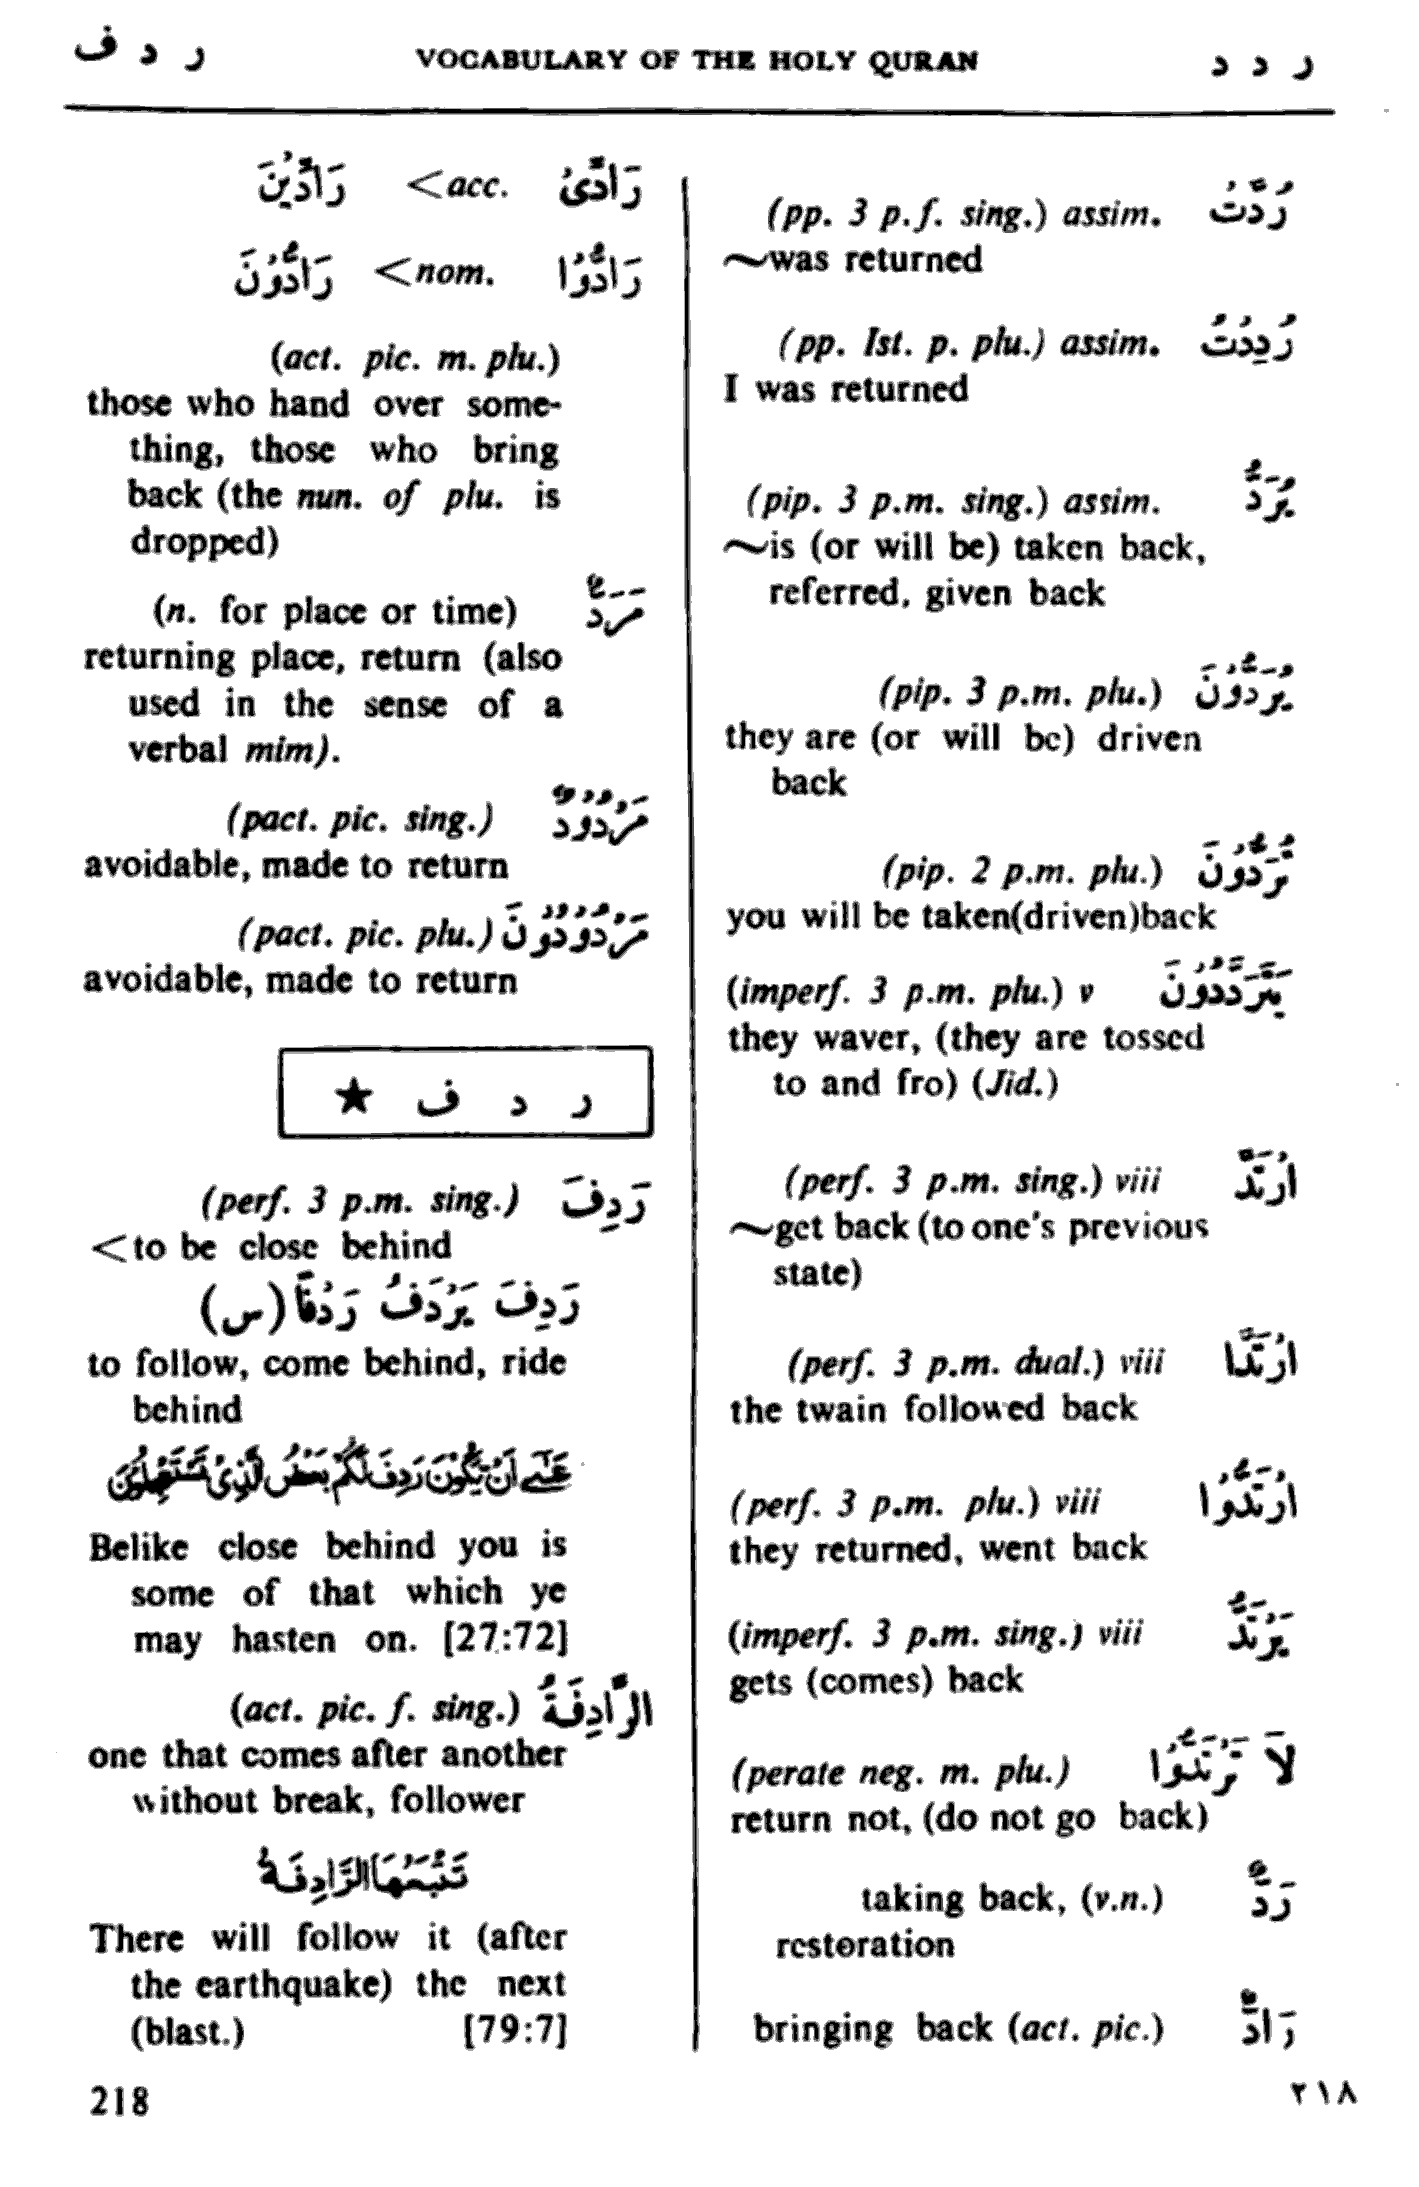 ر د ف VOCABULARY OF THE HOLY QURAN ر د د
(pp. 3 p.f. sing.) assim. رُدَّتْ
~was returned
(pp. Ist. p. plu.) assim. رُدِدْتُ
I was returned
(pip. 3 p.m. sing.) assim. يُرَدُّ
~is (or will be) taken back,
referred, given back
(pip. 3 p.m. plu.) يُرَدُّوْنَ
they are (or will be) driven
back
(pip. 2 p.m. plu.) تُرَدُّوْنَ
you will be taken(driven)back
(imperf. 3 p.m. plu.) v يَتَرَدَّدُوْنَ
they waver, (they are tossed
to and fro) (Jid.)
(perf. 3 p.m. sing.) viii ارْتَدَّ
~get back (to one's previous
state)
(perf. 3 p.m. dual.) viii ارْتَدَّا
the twain followed back
(perf. 3 p.m. plu.) viii ارْتَدُّوْا
they returned, went back
(imperf. 3 p.m. sing.) viii يَرْتَدُّ
gets (comes) back
(perate neg. m. plu.) لاَ تَرْتَدُّوْا
return not, (do not go back)
taking back, (v.n.) رَدٌّ
restoration
bringing back (act. pic.) رَادٌّ
رَادِّىْ <acc. رَادِّيْنَ
رَادُّوْا <nom. رَادُّوْنَ
(act. pic. m. plu.)
those who hand over some-
thing, those who bring
back (the nun. of plu. is
dropped)
(n. for place or time) مَرَدٌّ
returning place, return (also
used in the sense of a
verbal mim).
(pact. pic. sing.) مَرْدُوْدٌ
avoidable, made to return
(pact. pic. plu.) مَرْدُوْدُوْنَ
avoidable, made to return
ر د ف ★
(perf. 3 p.m. sing.) رَدِفَ
<to be close behind
رَدِفَ يَرْدَفُ رَدْفًا (س)
to follow, come behind, ride
behind
عَسٰٓى اَنْ يَّكُوْنَ رَدِفَ لَكُمْ بَعْضُ الَّذِىْ تَسْتَعْجِلُوْنَ
Belike close behind you is
some of that which ye
may hasten on. [27:72]
(act. pic. f. sing.) الرَّادِفَةُ
one that comes after another
without break, follower
تَتْبَعُهَا الرَّادِفَةُ
There will follow it (after
the earthquake) the next
(blast.) [79:7]
218 ٢١٨